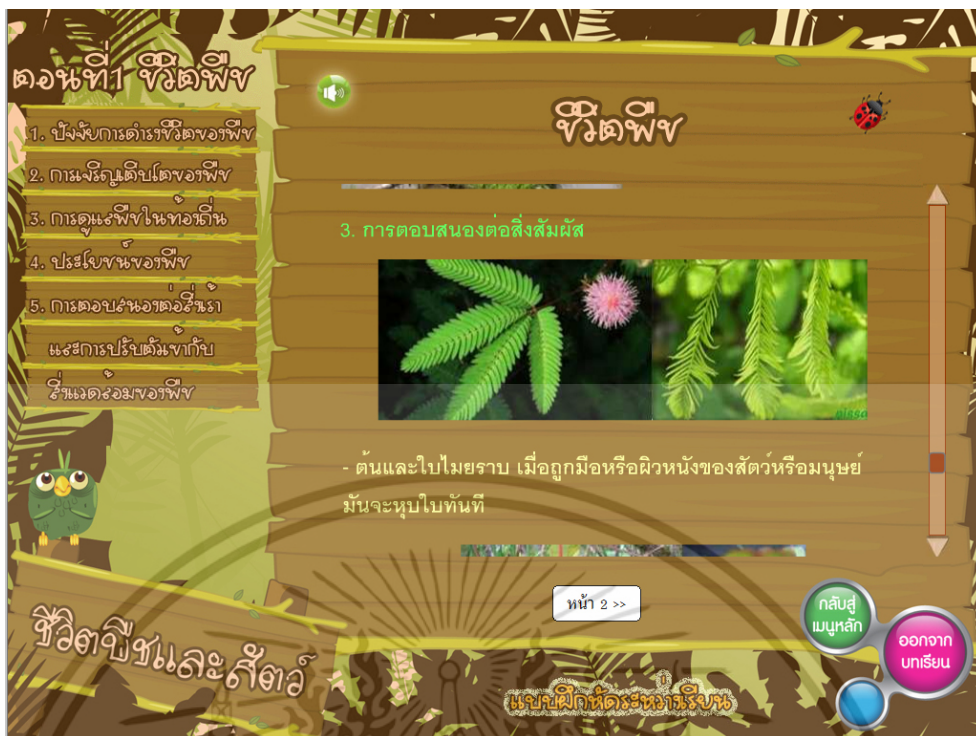 ตอนที่1 ชีวิตพืช
1. ปัจจัยการดำรงชีวิตของพืช
2. การเจริญเติบโตของพืช
3. การดูแลพืชในท้องถิ่น
4. ประโยชน์ของพืช
5. การตอบสนองต่อสิ่งเร้า
และการปรับตัวเข้ากับ
สิ่งแวดล้อมของพืช
ชีวิตพืช
3. การตอบสนองต่อสิ่งสัมผัส
nissa
- ต้นและใบไมยราบ เมื่อถูกมือหรือผิวหนังของสัตว์หรือมนุษย์
มันจะหุบใบทันที
หน้า 2 >>
ชีวิตพืชและสัตว์
แบบฝึกหัดระหว่างเรียน
กลับสู่
เมนูหลัก
ออกจาก
บทเรียน